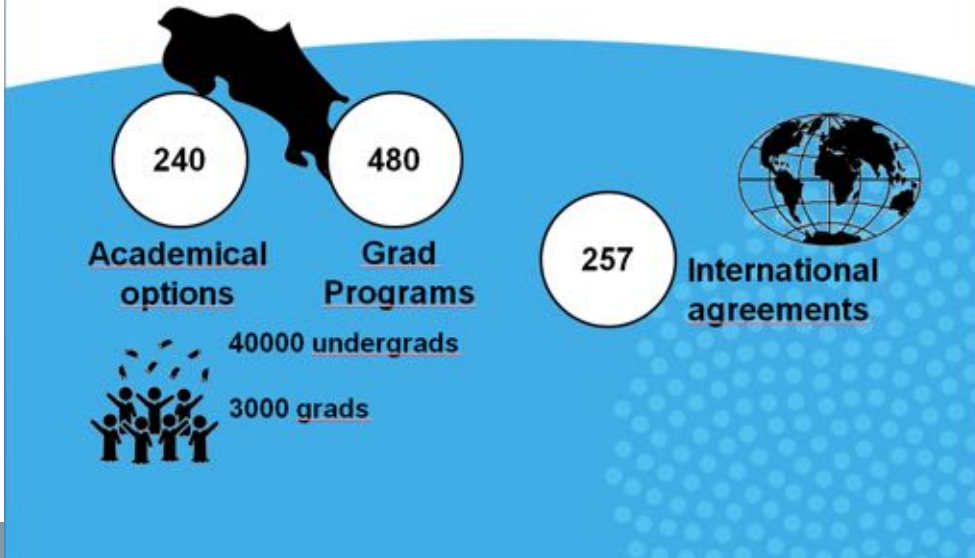 240
Academical
options
480
Grad
Programs
257
International
agreements
40000 undergrads
3000 grads